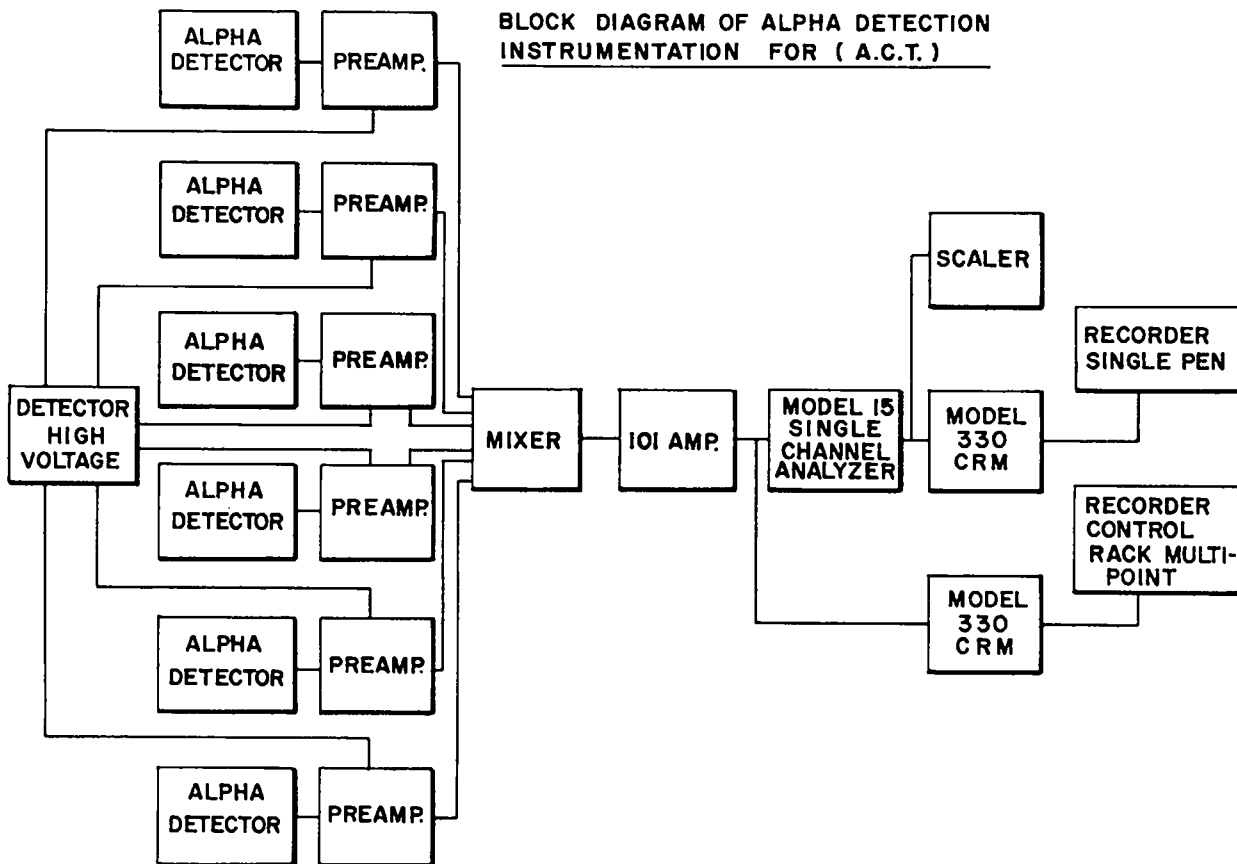 BLOCK DIAGRAM OF ALPHA DETECTION
INSTRUMENTATION FOR ( A.C.T. )
ALPHA
DETECTOR
PREAMP.
ALPHA
DETECTOR
PREAMP.
ALPHA
DETECTOR
PREAMP.
DETECTOR
HIGH
VOLTAGE
ALPHA
DETECTOR
PREAMP.
ALPHA
DETECTOR
PREAMP.
ALPHA
DETECTOR
PREAMP.
MIXER
101 AMP.
MODEL 15
SINGLE
CHANNEL
ANALYZER
SCALER
MODEL
330
CRM
RECORDER
SINGLE PEN
MODEL
330
CRM
RECORDER
CONTROL
RACK MULTI-
POINT